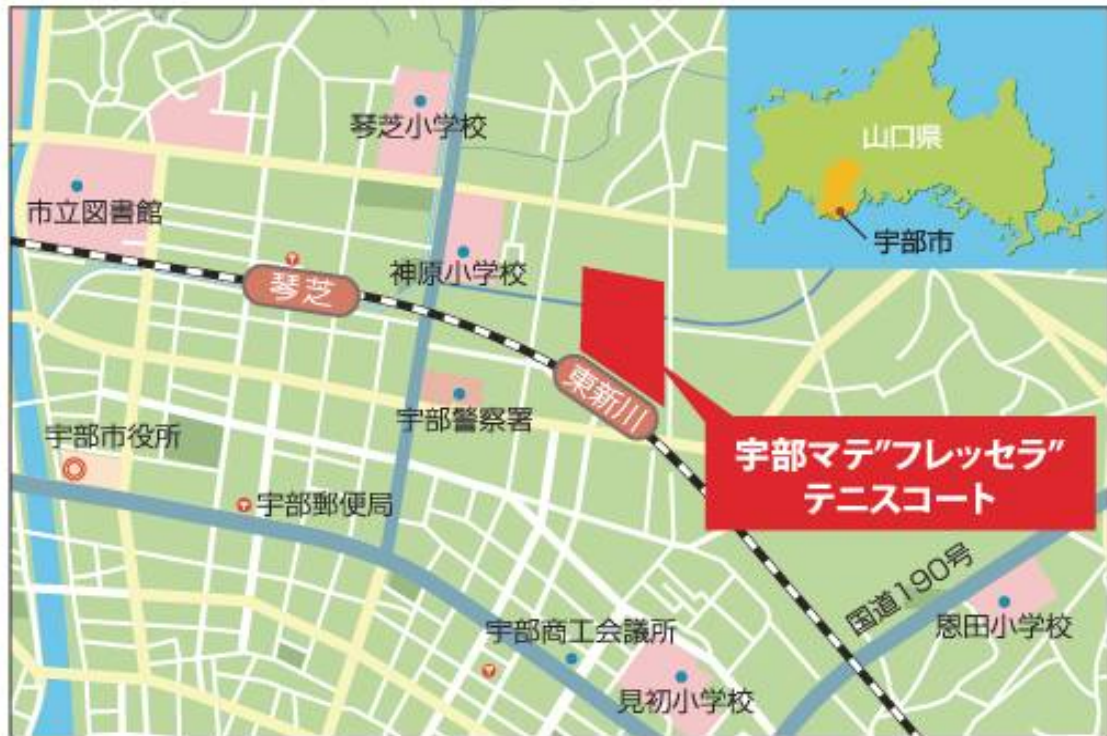 琴芝小学校
山口県
宇部市
市立図書館
神原小学校
琴芝
東新川
宇部警察署
宇部市役所
宇部マテ"フレッセラ"
テニスコート
宇部郵便局
国道190号
恩田小学校
宇部商工会議所
見初小学校